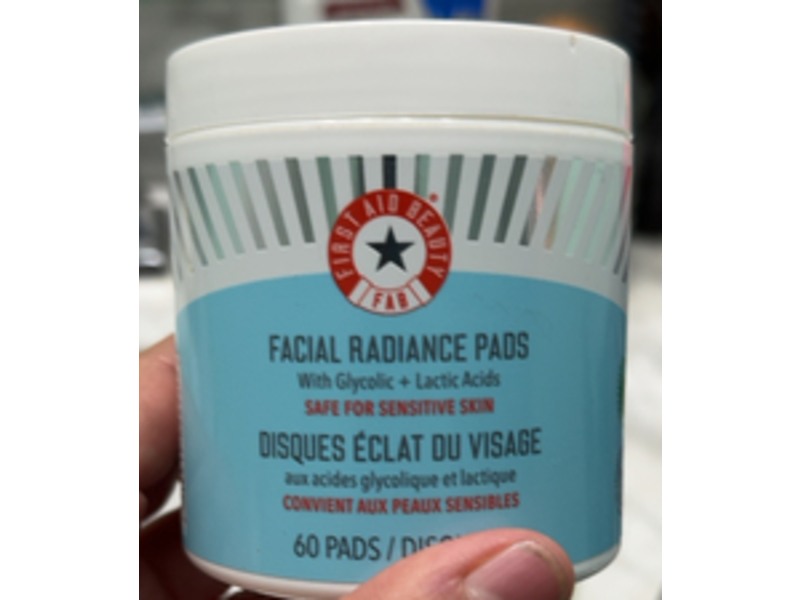 FIRST AID BEAUTY
FAB
FACIAL RADIANCE PADS
With Glycolic + Lactic Acids
SAFE FOR SENSITIVE SKIN
DISQUES ÉCLAT DU VISAGE
aux acides glycolique et lactique
CONVIENT AUX PEAUX SENSIBLES
60 PADS /